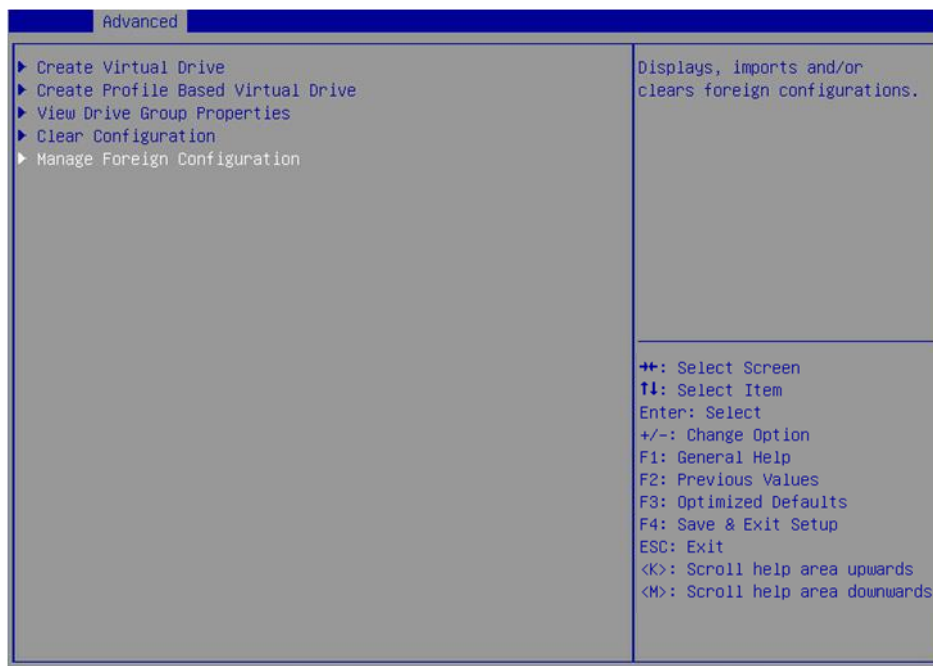 Advanced
Create Virtual Drive
Create Profile Based Virtual Drive
View Drive Group Properties
Clear Configuration
Manage Foreign Configuration
Displays, imports and/or
clears foreign configurations.
→←: Select Screen
↑↓: Select Item
Enter: Select
+/-: Change Option
F1: General Help
F2: Previous Values
F3: Optimized Defaults
F4: Save & Exit Setup
ESC: Exit
<K>: Scroll help area upwards
<M>: Scroll help area downwards